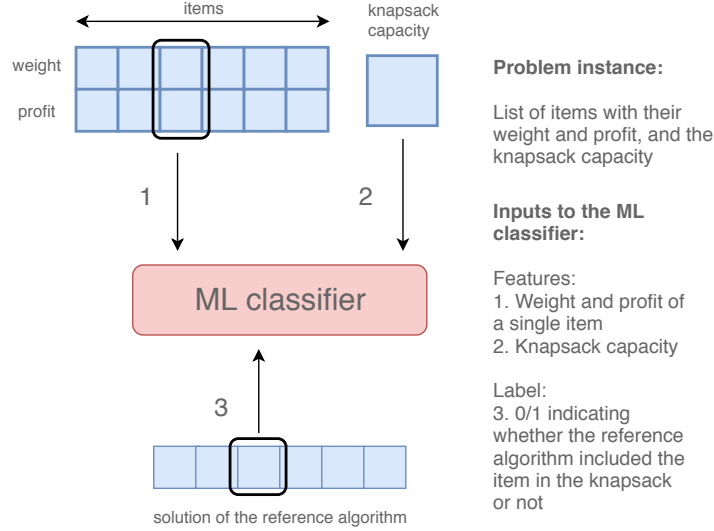 items
knapsack
capacity
weight
profit
1
2
ML classifier
3
solution of the reference algorithm
Problem instance:
List of items with their
weight and profit, and the
knapsack capacity
Inputs to the ML
classifier:
Features:
1. Weight and profit of
a single item
2. Knapsack capacity
Label:
3. 0/1 indicating
whether the reference
algorithm included the
item in the knapsack
or not